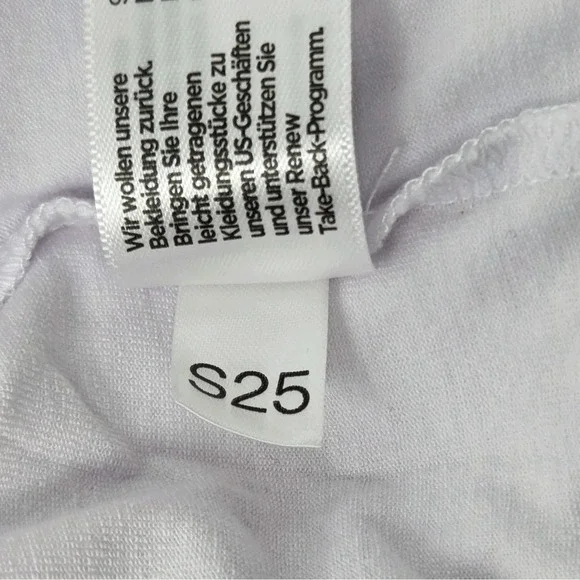 Wir wollen unsere
Bekleidung zurück.
Bringen Sie Ihre
leicht getragenen
Kleidungsstücke zu
unseren US-Geschäften
und unterstützen Sie
unser Renew
Take-Back-Programm.
S25